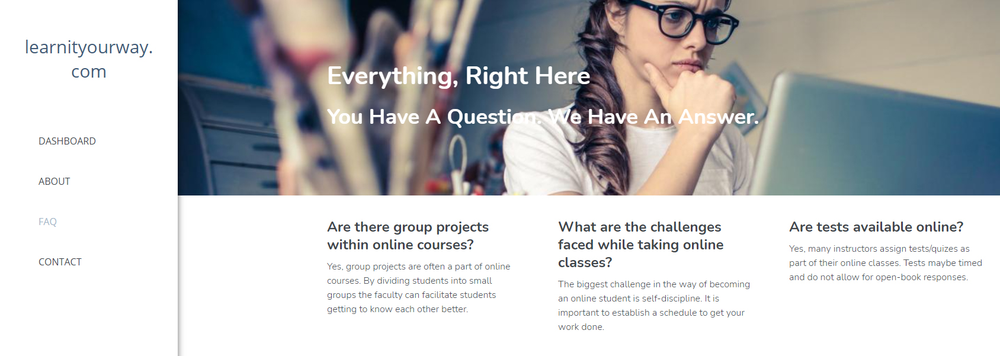 learnityourway.
com
DASHBOARD
ABOUT
FAQ
CONTACT
Everything, Right Here
You Have A Question. We Have An Answer.
Are there group projects
within online courses?
Yes, group projects are often a part of online
courses. By dividing students into small
groups the faculty can facilitate students
getting to know each other better.
What are the challenges
faced while taking online
classes?
The biggest challenge in the way of becoming
an online student is self-discipline. It is
important to establish a schedule to get your
work done.
Are tests available online?
Yes, many instructors assign tests/quizes as
part of their online classes. Tests maybe timed
and do not allow for open-book responses.